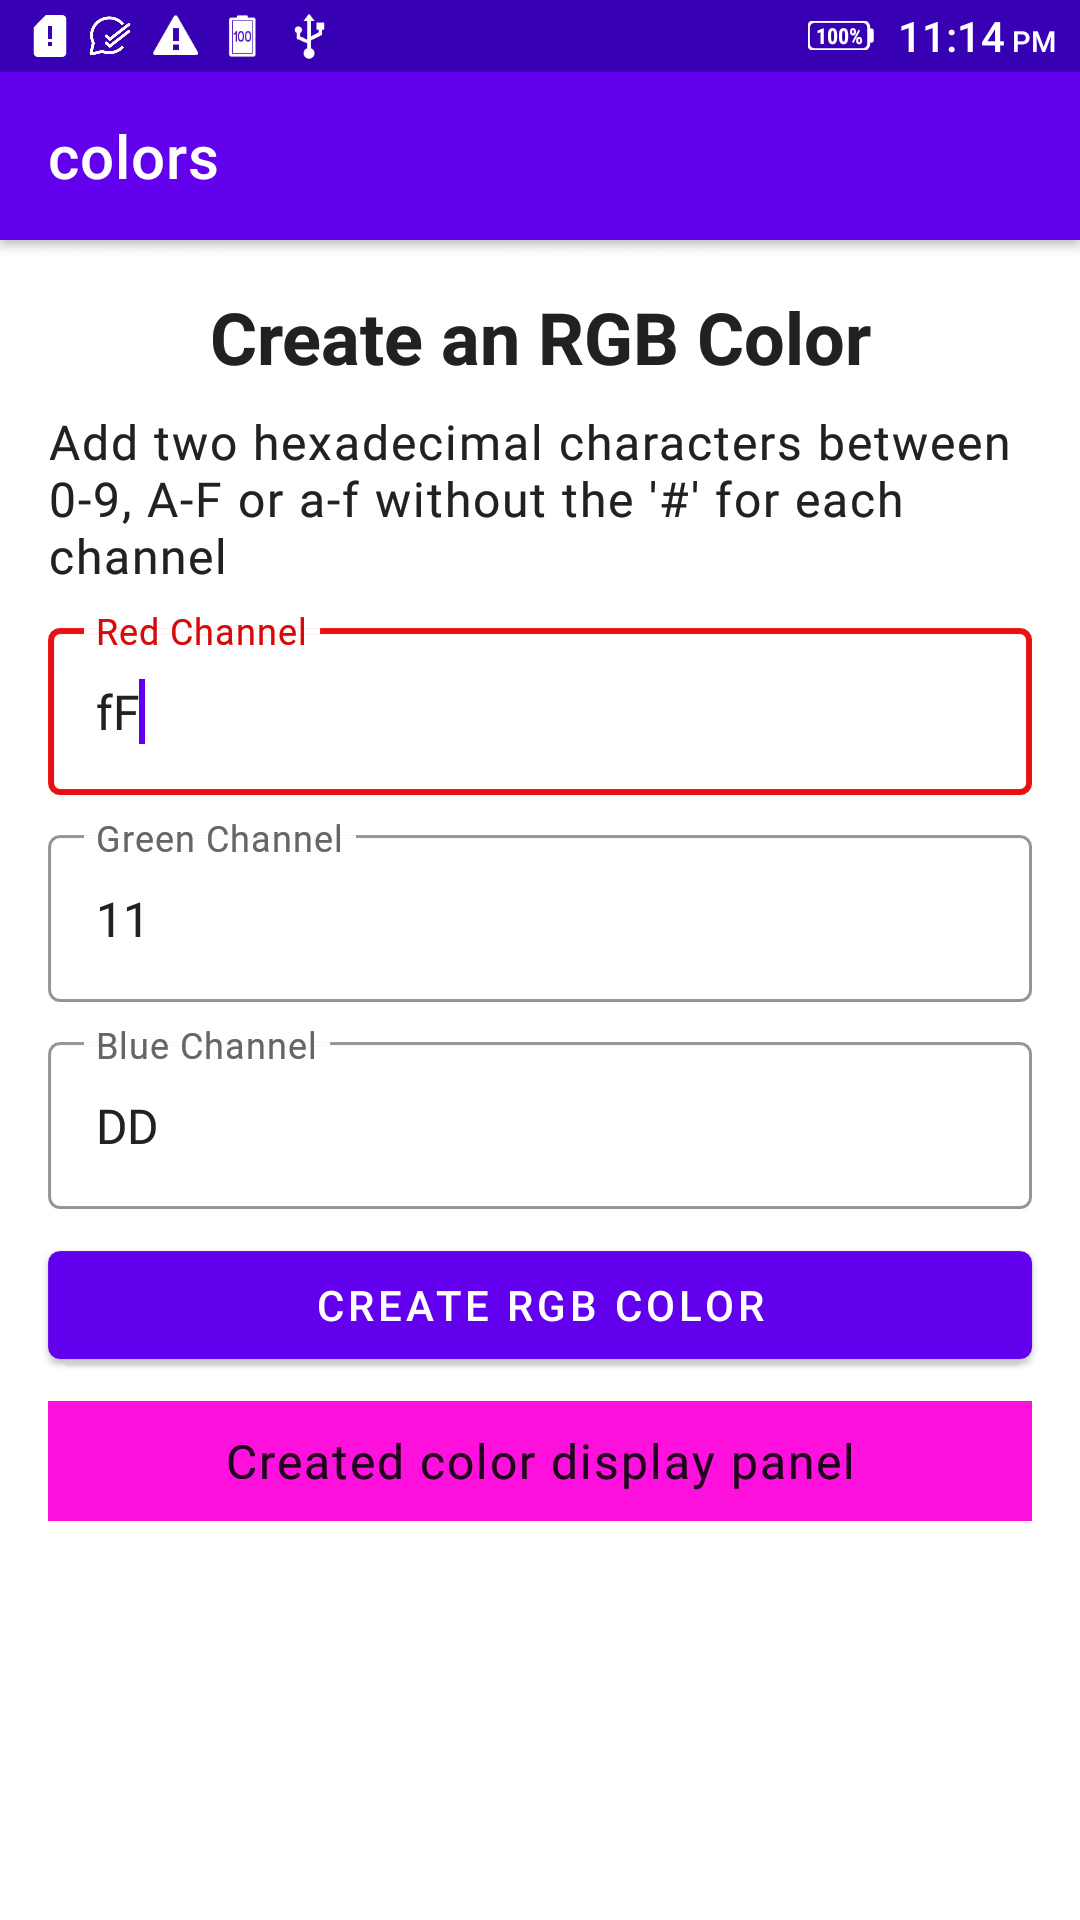 100 100% 11:14 PM
colors
Create an RGB Color
Add two hexadecimal characters between
0-9, A-F or a-f without the '#' for each
channel
Red Channel
fF
Green Channel
11
Blue Channel
DD
CREATE RGB COLOR
Created color display panel